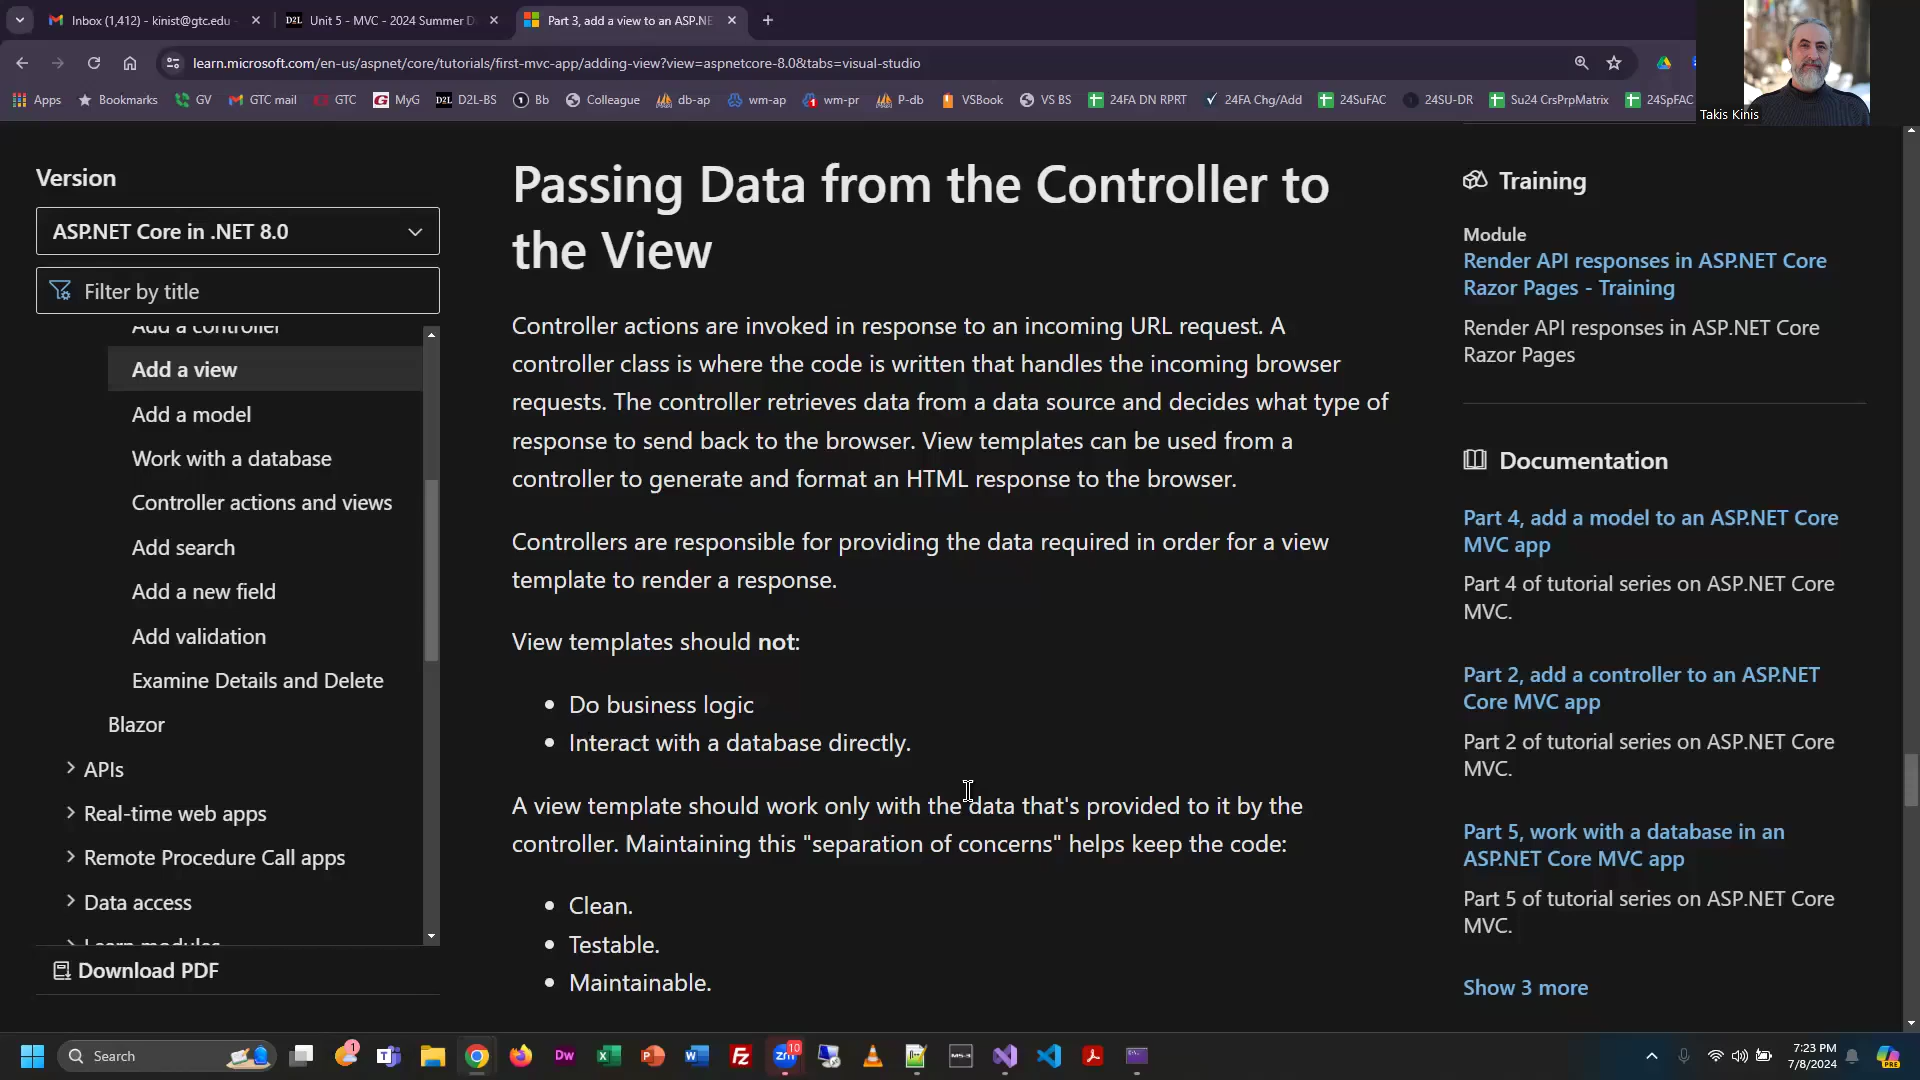 Inbox (1,412) - kinist@gtc.edu
D2L Unit 5 - MVC - 2024 Summer D
Part 3, add a view to an ASP.NE
learn.microsoft.com/en-us/aspnet/core/tutorials/first-mvc-app/adding-view?view=aspnetcore-8.0&tabs=visual-studio
Apps Bookmarks GV GTC mail GTC MyG D2L-BS Bb Colleague db-ap wm-ap wm-pr P-db VSBook VS BS 24FA DN RPRT 24FA Chg/Add 24SuFAC 24SU-DR Su24 CrsPrpMatrix 24SpFAC
Takis Kinis
Version
ASP.NET Core in .NET 8.0
Filter by title
Add a controller
Add a view
Add a model
Work with a database
Controller actions and views
Add search
Add a new field
Add validation
Examine Details and Delete
Blazor
APIs
Real-time web apps
Remote Procedure Call apps
Data access
Learn modules
Download PDF
Passing Data from the Controller to
the View
Controller actions are invoked in response to an incoming URL request. A
controller class is where the code is written that handles the incoming browser
requests. The controller retrieves data from a data source and decides what type of
response to send back to the browser. View templates can be used from a
controller to generate and format an HTML response to the browser.
Controllers are responsible for providing the data required in order for a view
template to render a response.
View templates should not:
• Do business logic
• Interact with a database directly.
A view template should work only with the data that's provided to it by the
controller. Maintaining this "separation of concerns" helps keep the code:
• Clean.
• Testable.
• Maintainable.
Training
Module
Render API responses in ASP.NET Core
Razor Pages - Training
Render API responses in ASP.NET Core
Razor Pages
Documentation
Part 4, add a model to an ASP.NET Core
MVC app
Part 4 of tutorial series on ASP.NET Core
MVC.
Part 2, add a controller to an ASP.NET
Core MVC app
Part 2 of tutorial series on ASP.NET Core
MVC.
Part 5, work with a database in an
ASP.NET Core MVC app
Part 5 of tutorial series on ASP.NET Core
MVC.
Show 3 more
Search
1
Dw
10
7:23 PM
7/8/2024
PRE